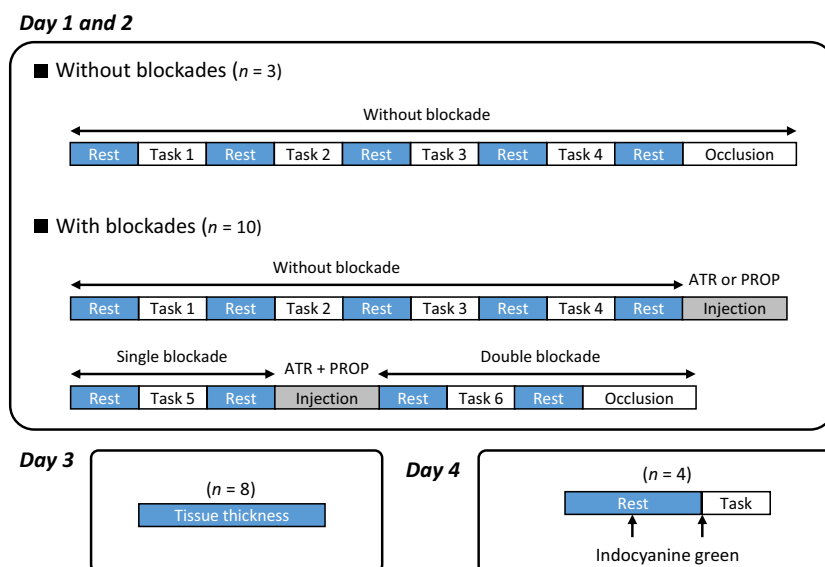 Day 1 and 2
■ Without blockades (n = 3)
Without blockade
Rest Task 1 Rest Task 2 Rest Task 3 Rest Task 4 Rest Occlusion
■ With blockades (n = 10)
Without blockade ATR or PROP
Rest Task 1 Rest Task 2 Rest Task 3 Rest Task 4 Rest Injection
Single blockade ATR + PROP Double blockade
Rest Task 5 Rest Injection Rest Task 6 Rest Occlusion
Day 3
(n = 8)
Tissue thickness
Day 4
(n = 4)
Rest Task
Indocyanine green